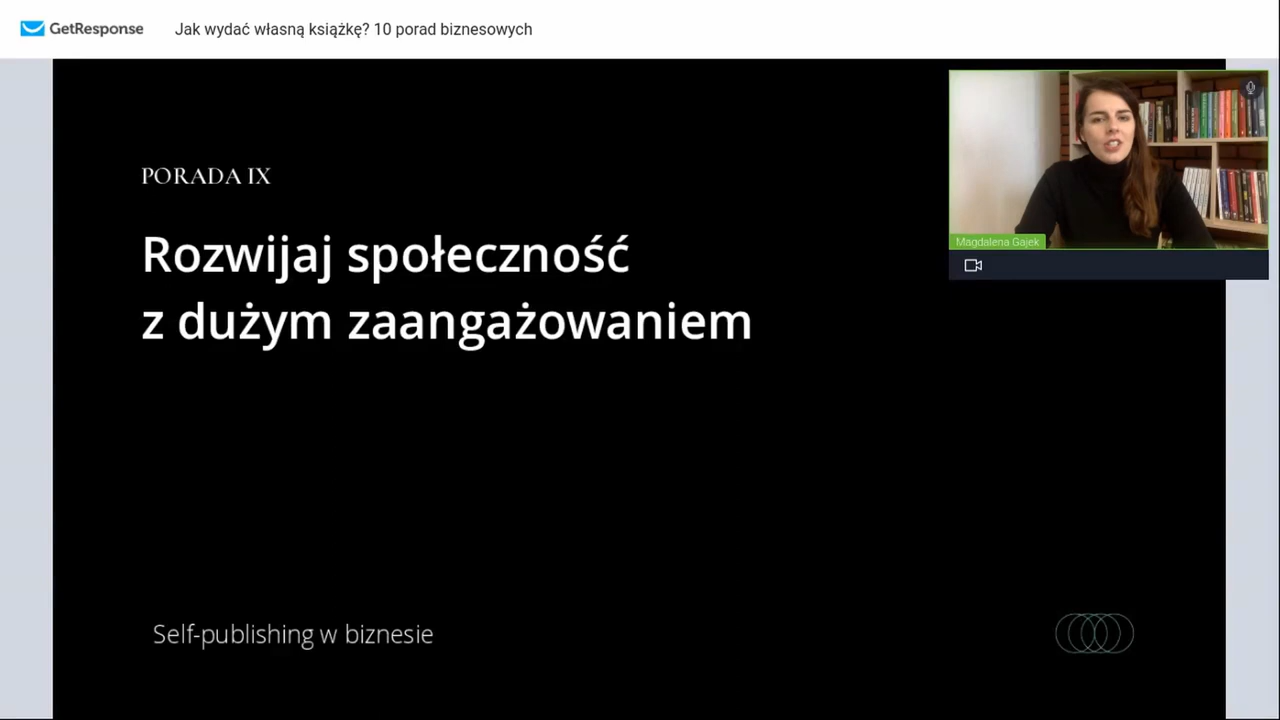 GetResponse
Jak wydać własną książkę? 10 porad biznesowych
PORADA IX
Rozwijaj społeczność
z dużym zaangażowaniem
Magdalena Gajek
Self-publishing w biznesie